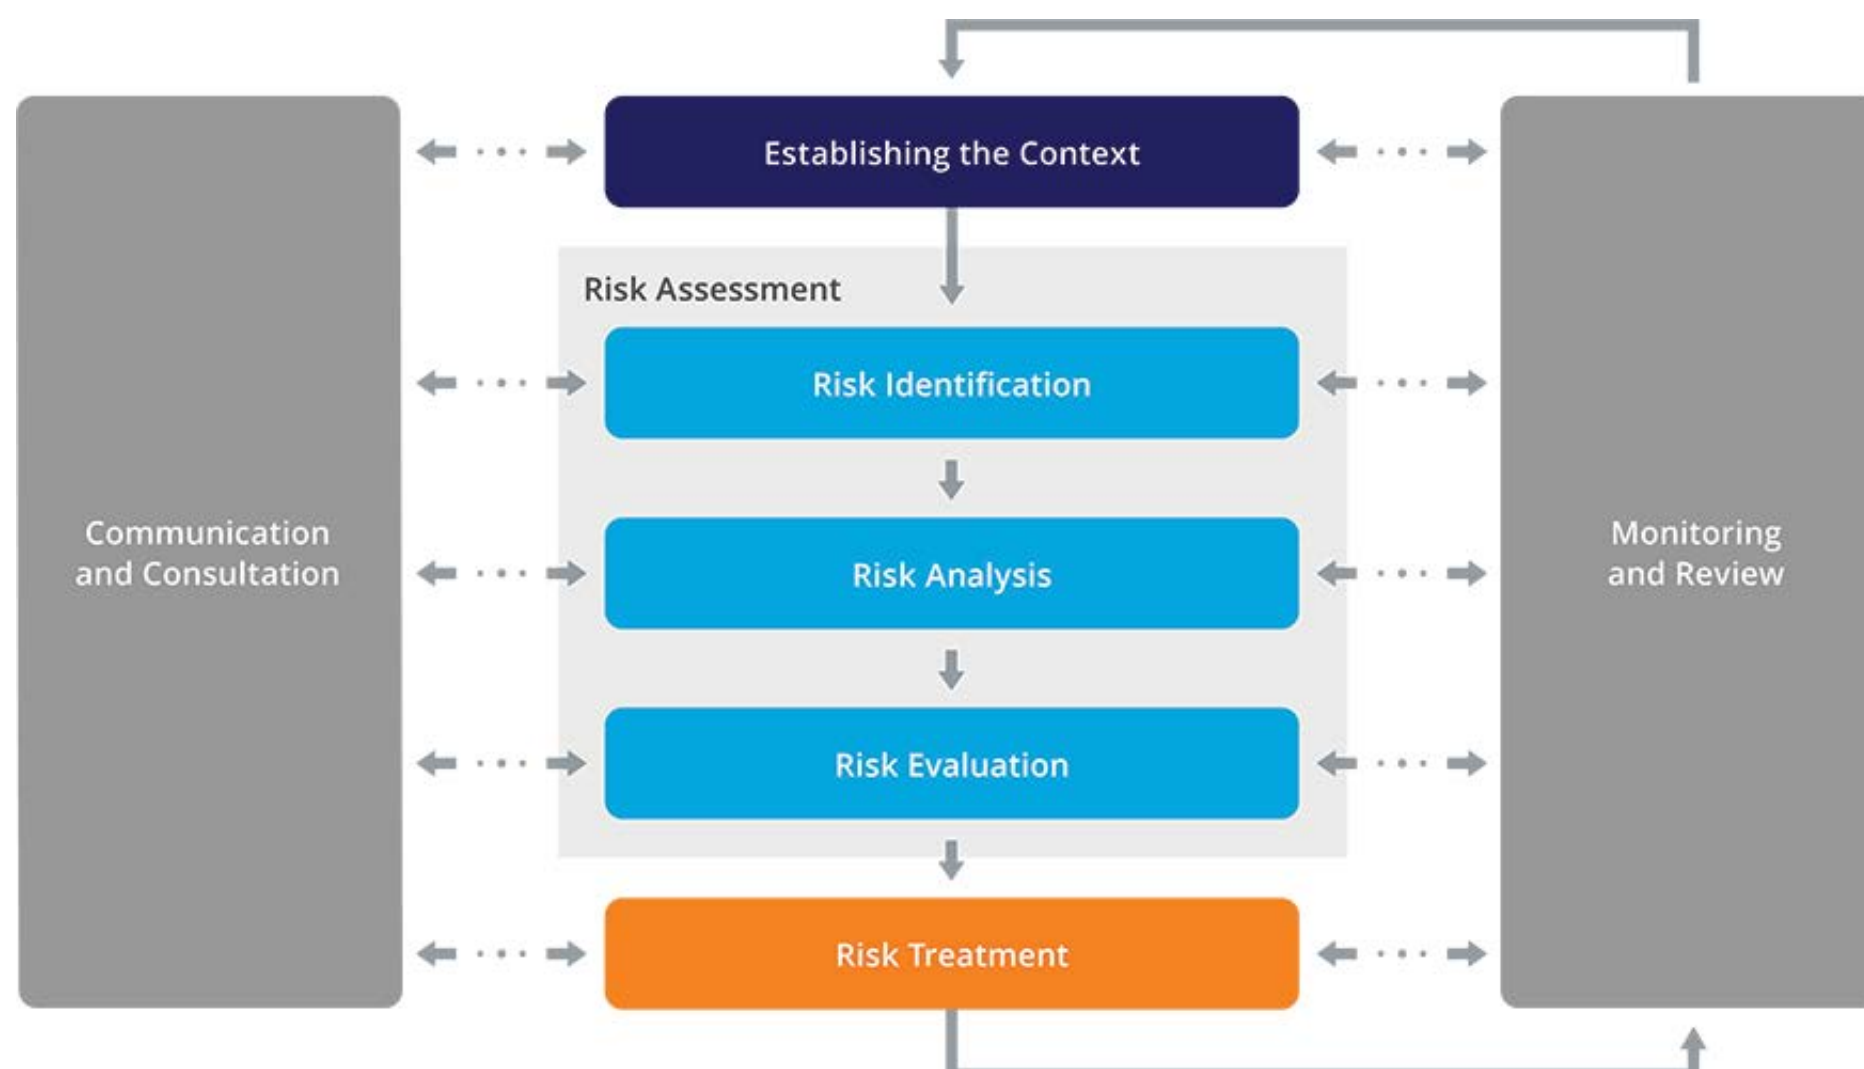 Establishing the Context
Risk Assessment
Risk Identification
Communication
and Consultation
Risk Analysis
Monitoring
and Review
Risk Evaluation
Risk Treatment